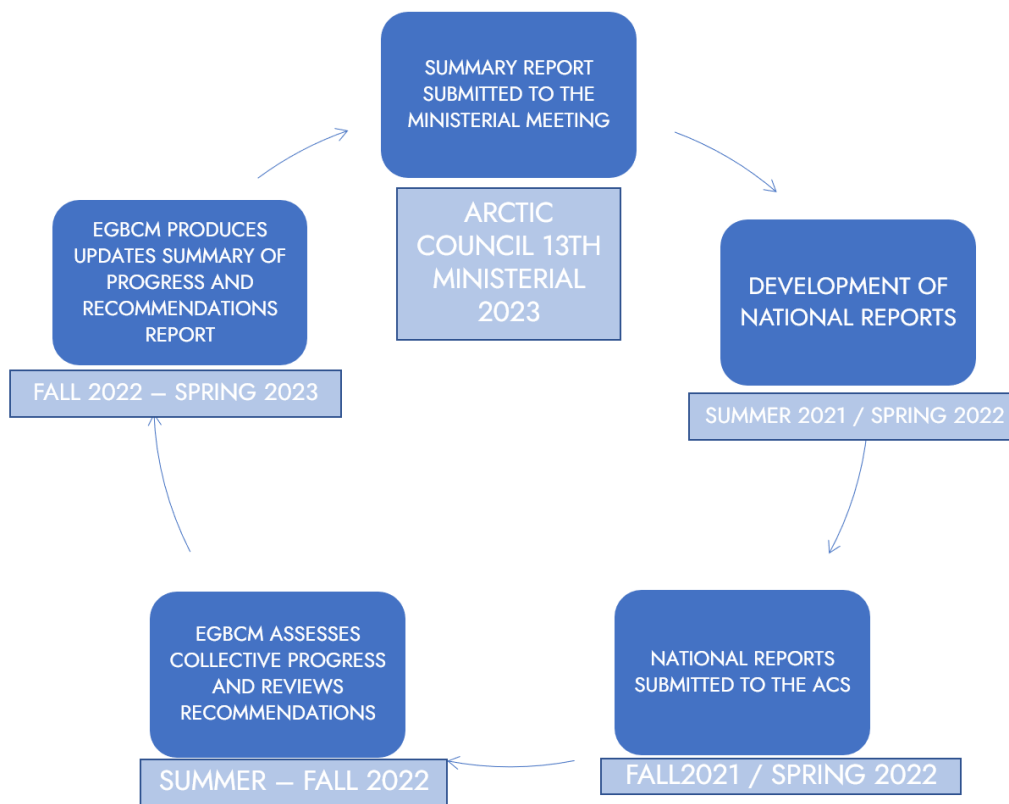 SUMMARY REPORT
SUBMITTED TO THE
MINISTERIAL MEETING
ARCTIC
COUNCIL 13TH
MINISTERIAL
2023
DEVELOPMENT OF
NATIONAL REPORTS
SUMMER 2021 / SPRING 2022
NATIONAL REPORTS
SUBMITTED TO THE ACS
FALL2021 / SPRING 2022
EGBCM ASSESSES
COLLECTIVE PROGRESS
AND REVIEWS
RECOMMENDATIONS
SUMMER – FALL 2022
EGBCM PRODUCES
UPDATES SUMMARY OF
PROGRESS AND
RECOMMENDATIONS
REPORT
FALL 2022 – SPRING 2023